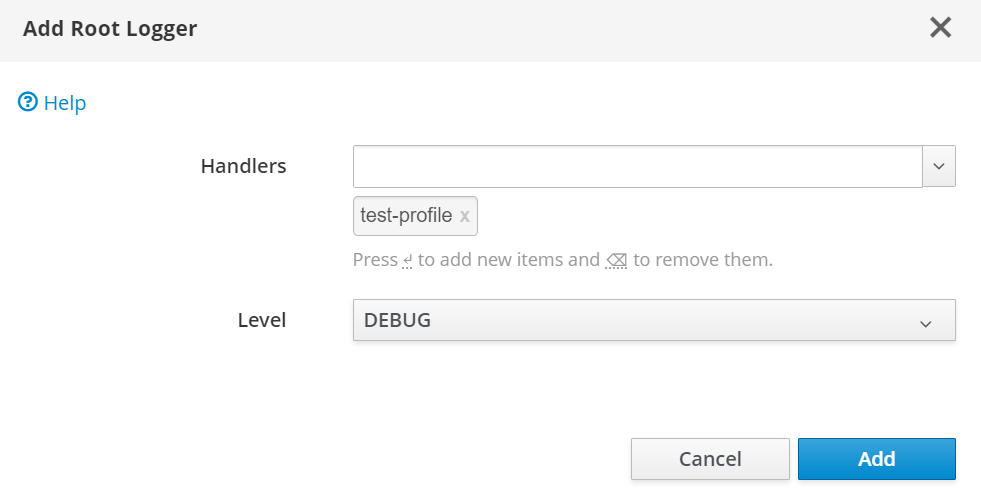 Add Root Logger
Help
Handlers
test-profile x
Press ↵ to add new items and ⌫ to remove them.
Level DEBUG
Cancel Add